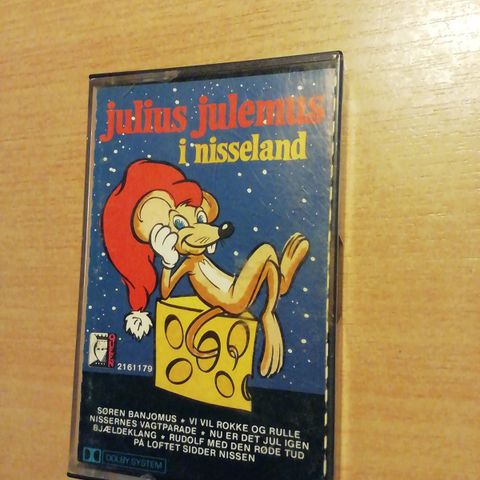 julius julemus
i nisseland
QUEEN
2161179
SØREN BANJOMUS ★ VI VIL ROKKE OG RULLE
NISSERNES VAGTPARADE ★ NU ER DET JUL IGEN
BJÆLDEKLANG ★ RUDOLF MED DEN RØDE TUD
PÅ LOFTET SIDDER NISSEN
DOLBY SYSTEM